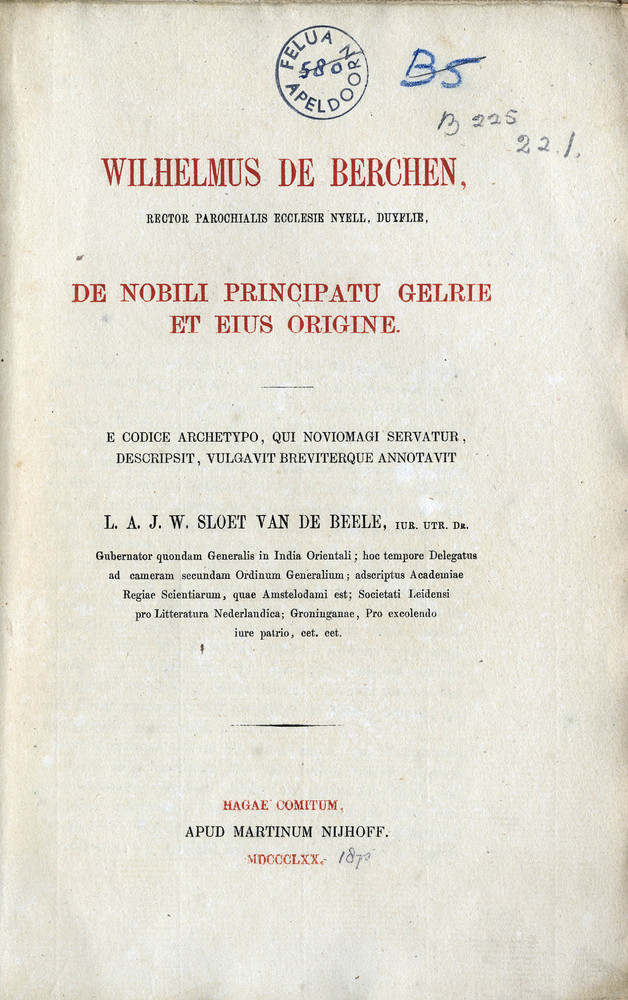 FELUA
580
APELDOORN
B5
B 225
22.1.
WILHELMUS DE BERCHEN,
RECTOR PAROCHIALIS ECCLESIE NYELL, DUYFLIE,
DE NOBILI PRINCIPATU GELRIE
ET EIUS ORIGINE.
E CODICE ARCHETYPO, QUI NOVIOMAGI SERVATUR,
DESCRIPSIT, VULGAVIT BREVITERQUE ANNOTAVIT
L. A. J. W. SLOET VAN DE BEELE, IUR. UTR. DR.
Gubernator quondam Generalis in India Orientali; hoc tempore Delegatus
ad cameram secundam Ordinum Generalium; adscriptus Academiae
Regiae Scientiarum, quae Amstelodami est; Societati Leidensi
pro Litteratura Nederlandica; Groninganae, Pro excolendo
iure patrio, cet. cet.
HAGAE COMITUM,
APUD MARTINUM NIJHOFF.
MDCCCLXX. 1870